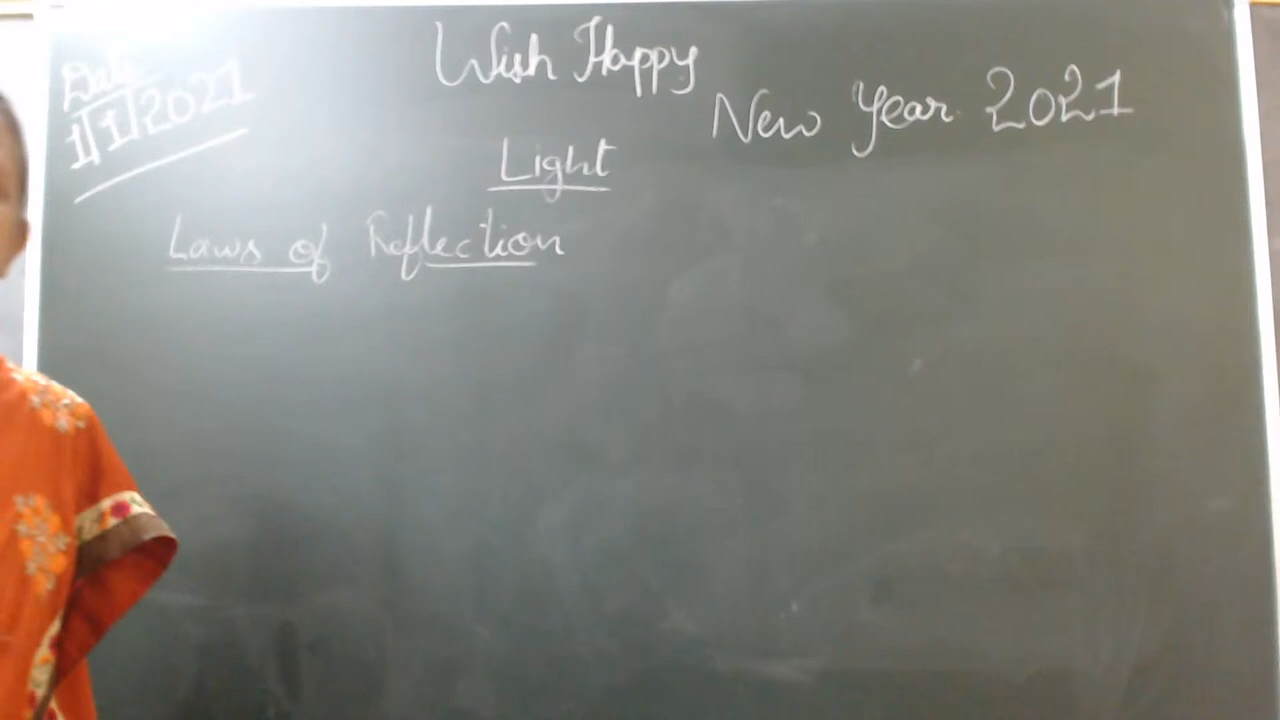 Date
1/1/2021
Wish Happy
New Year 2021
Light
Laws of Reflection